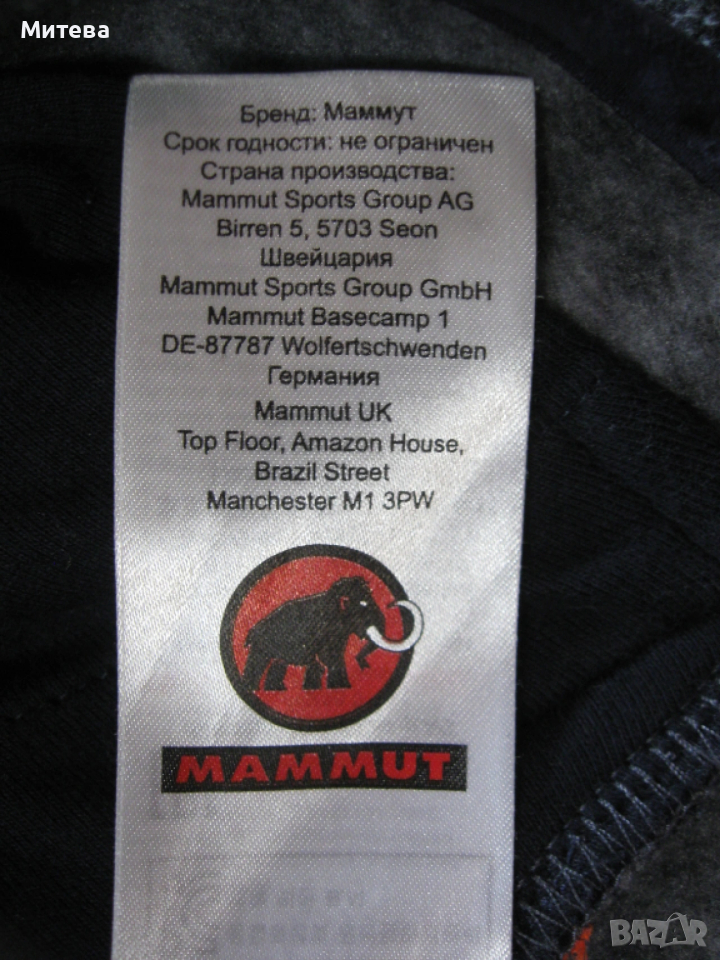 Митева
Бренд: Маммут
Срок годности: не ограничен
Страна производства:
Mammut Sports Group AG
Birren 5, 5703 Seon
Швейцария
Mammut Sports Group GmbH
Mammut Basecamp 1
DE-87787 Wolfertschwenden
Германия
Mammut UK
Top Floor, Amazon House,
Brazil Street
Manchester M1 3PW
MAMMUT
BAZAR